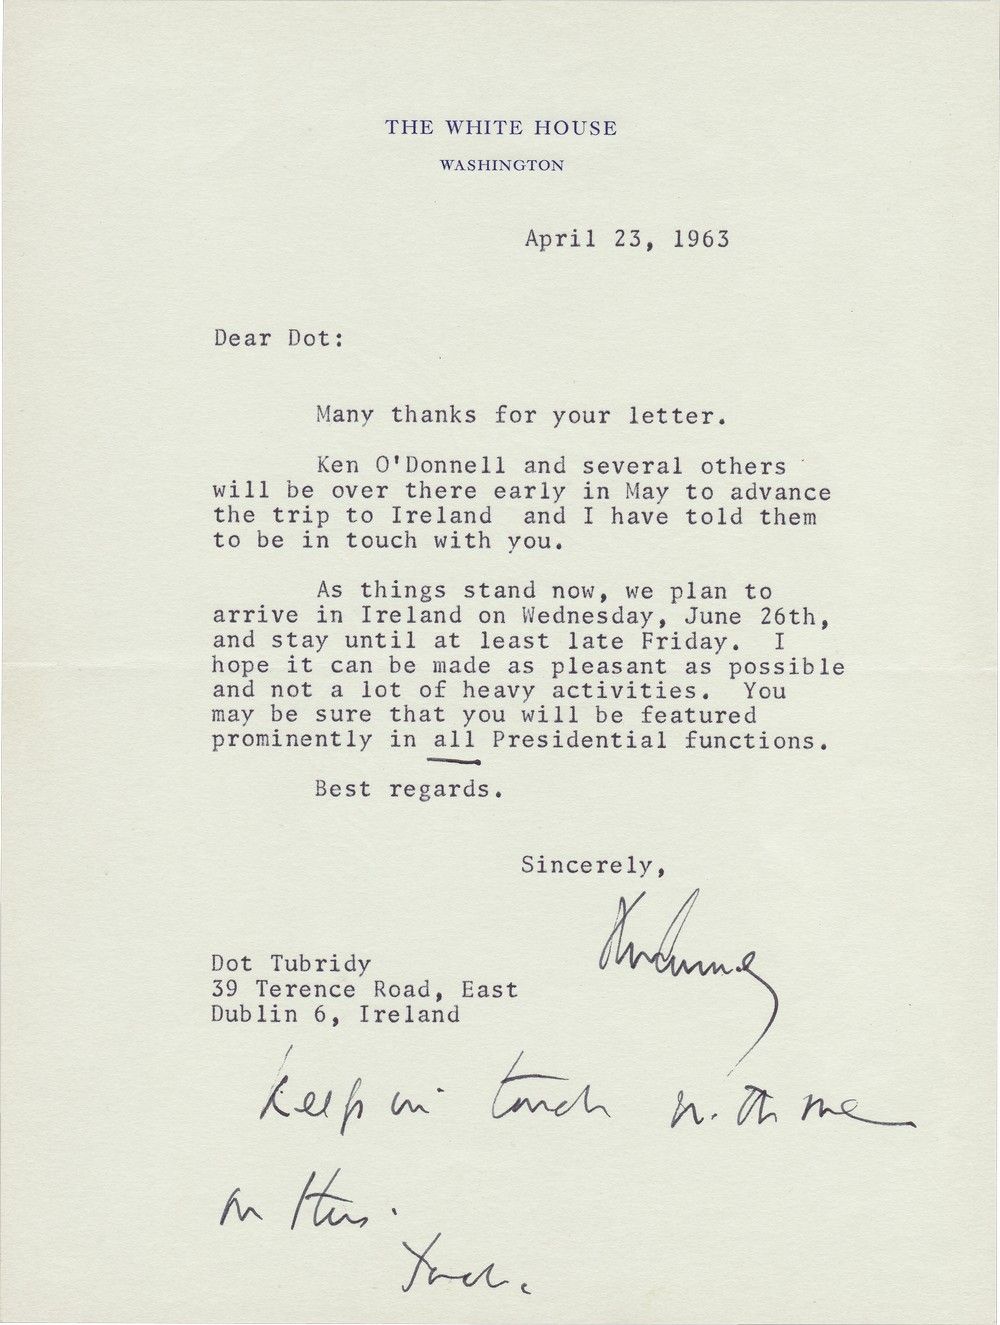 THE WHITE HOUSE
WASHINGTON
April 23, 1963
Dear Dot:
Many thanks for your letter.
Ken O'Donnell and several others
will be over there early in May to advance
the trip to Ireland  and I have told them
to be in touch with you.
As things stand now, we plan to
arrive in Ireland on Wednesday, June 26th,
and stay until at least late Friday.  I
hope it can be made as pleasant as possible
and not a lot of heavy activities.  You
may be sure that you will be featured
prominently in all Presidential functions.
Best regards.
Sincerely,
Dot Tubridy
39 Terence Road, East
Dublin 6, Ireland
keep in touch with me
on this.